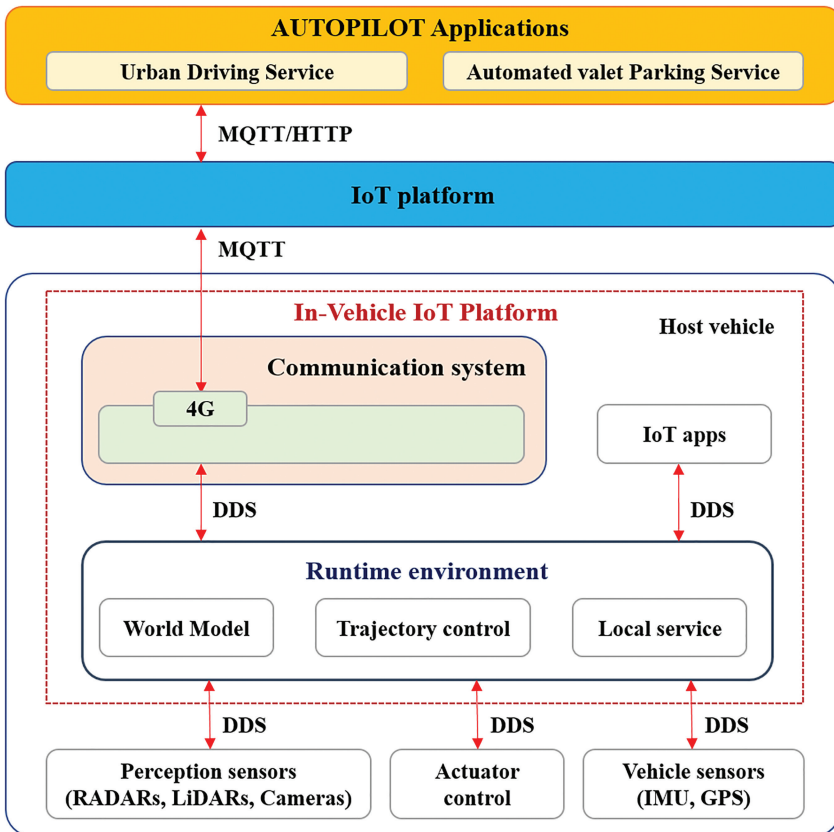 AUTOPILOT Applications
Urban Driving Service
Automated valet Parking Service
MQTT/HTTP
IoT platform
MQTT
In-Vehicle IoT Platform
Host vehicle
Communication system
4G
IoT apps
DDS
DDS
Runtime environment
World Model
Trajectory control
Local service
DDS
DDS
DDS
Perception sensors
(RADARs, LiDARs, Cameras)
Actuator
control
Vehicle sensors
(IMU, GPS)